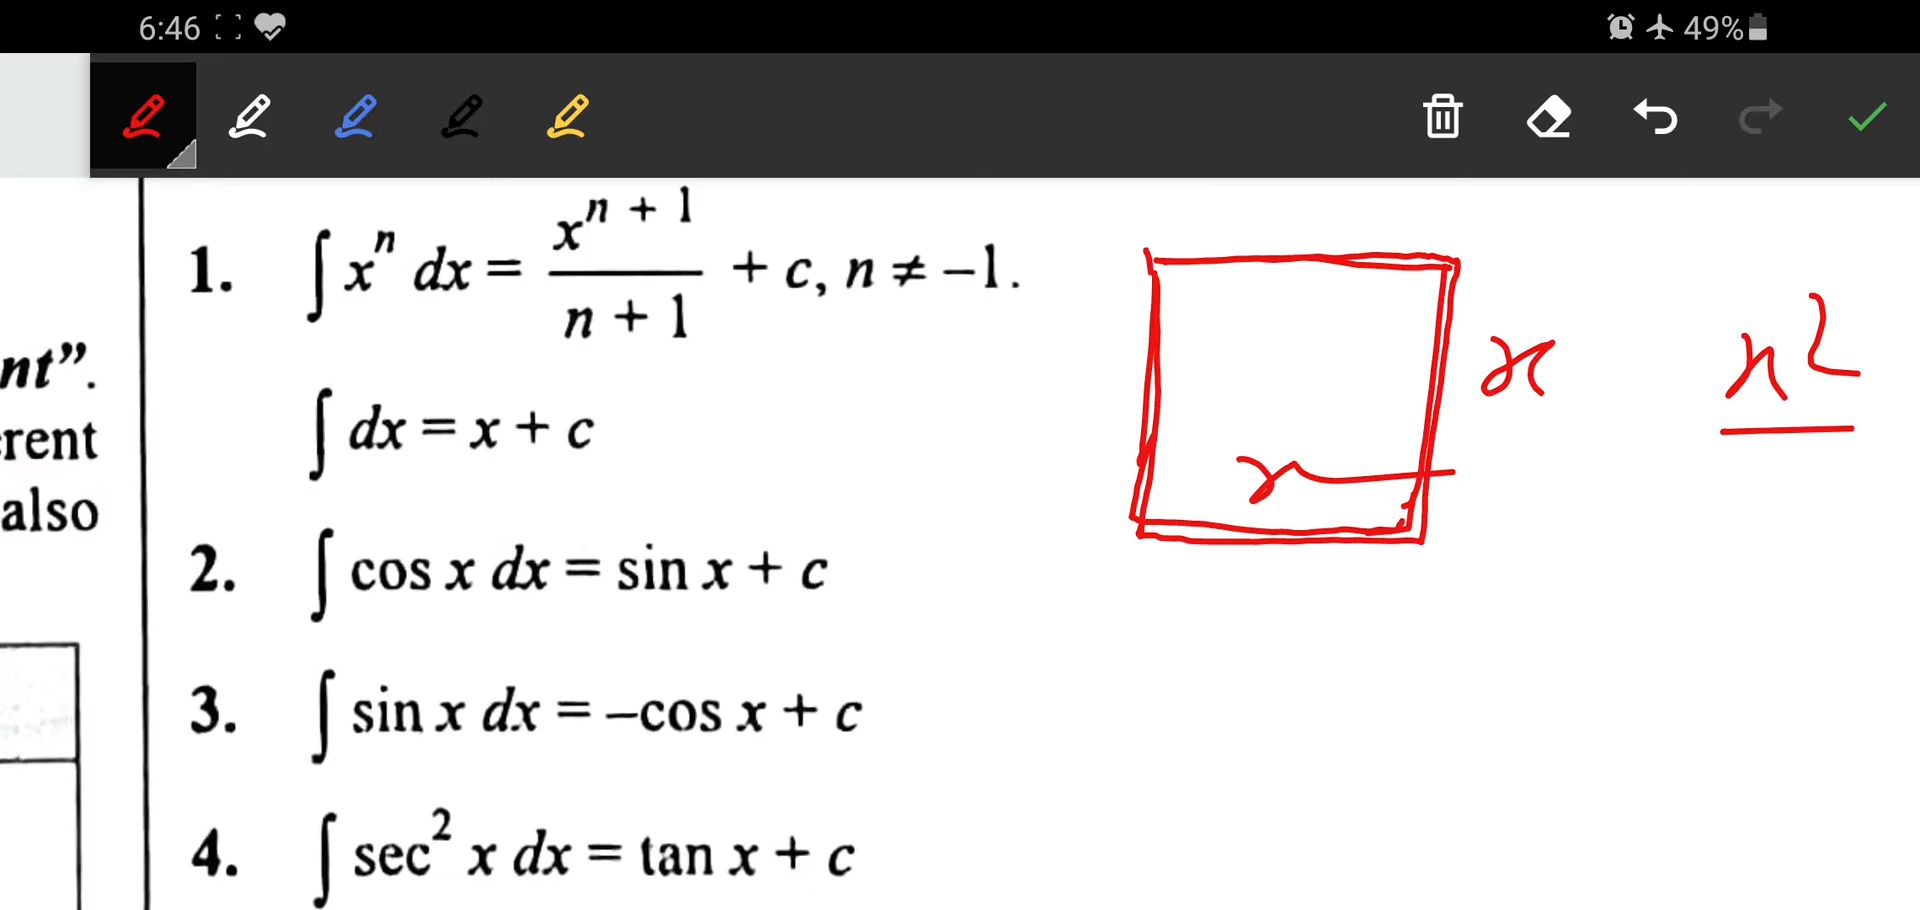 6:46 49%
1. ∫ xⁿ dx = xⁿ⁺¹ / n + 1 + c, n ≠ –1.
nt”.
∫ dx = x + c
rent
also
2. ∫ cos x dx = sin x + c
3. ∫ sin x dx = –cos x + c
4. ∫ sec² x dx = tan x + c
x
x
x²